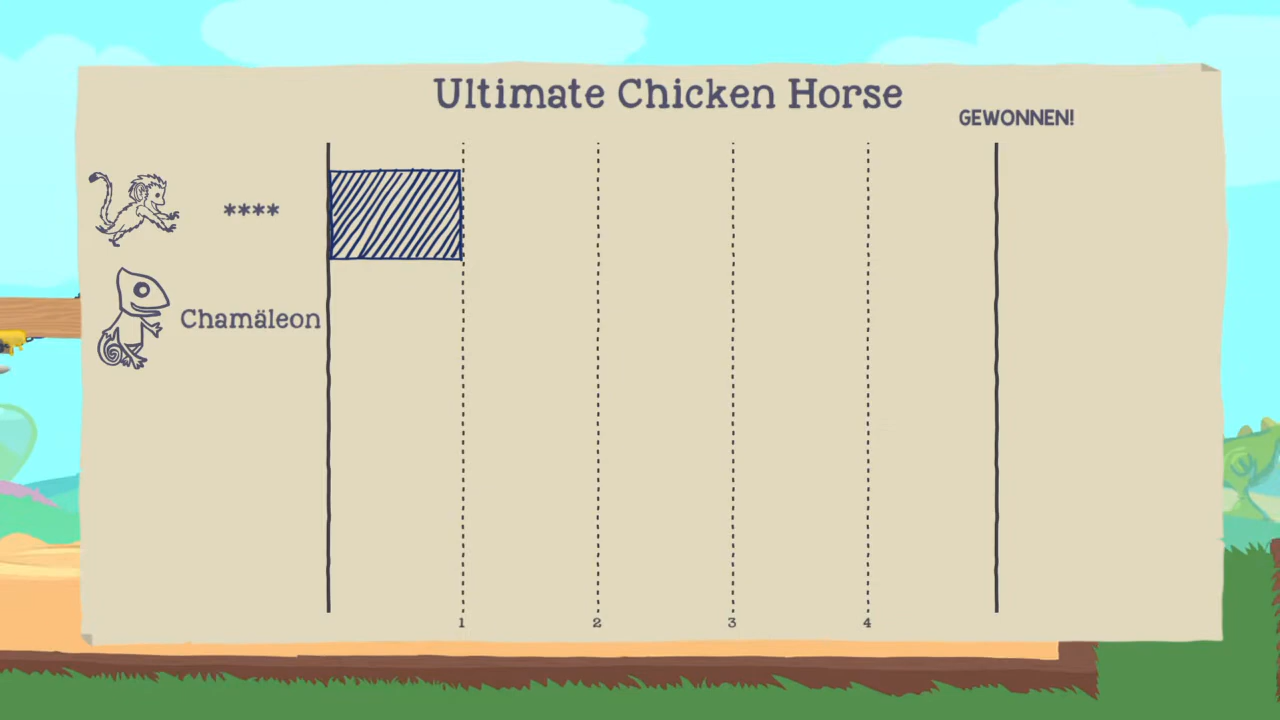 Ultimate Chicken Horse
GEWONNEN!
****
Chamäleon
1 2 3 4